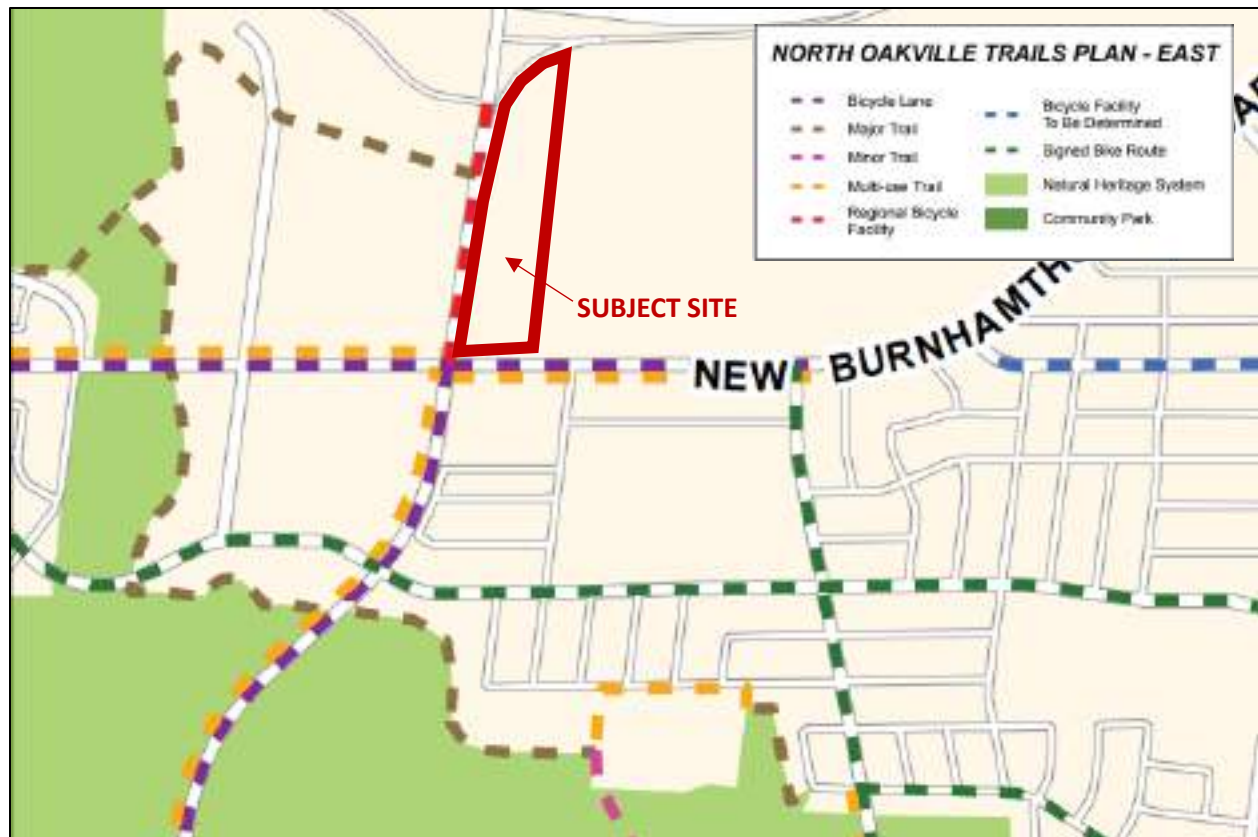 NORTH OAKVILLE TRAILS PLAN - EAST
Bicycle Lane
Major Trail
Minor Trail
Multi-use Trail
Regional Bicycle
Facility
Bicycle Facility
To Be Determined
Signed Bike Route
Natural Heritage System
Community Park
SUBJECT SITE
NEW BURNHAMTH